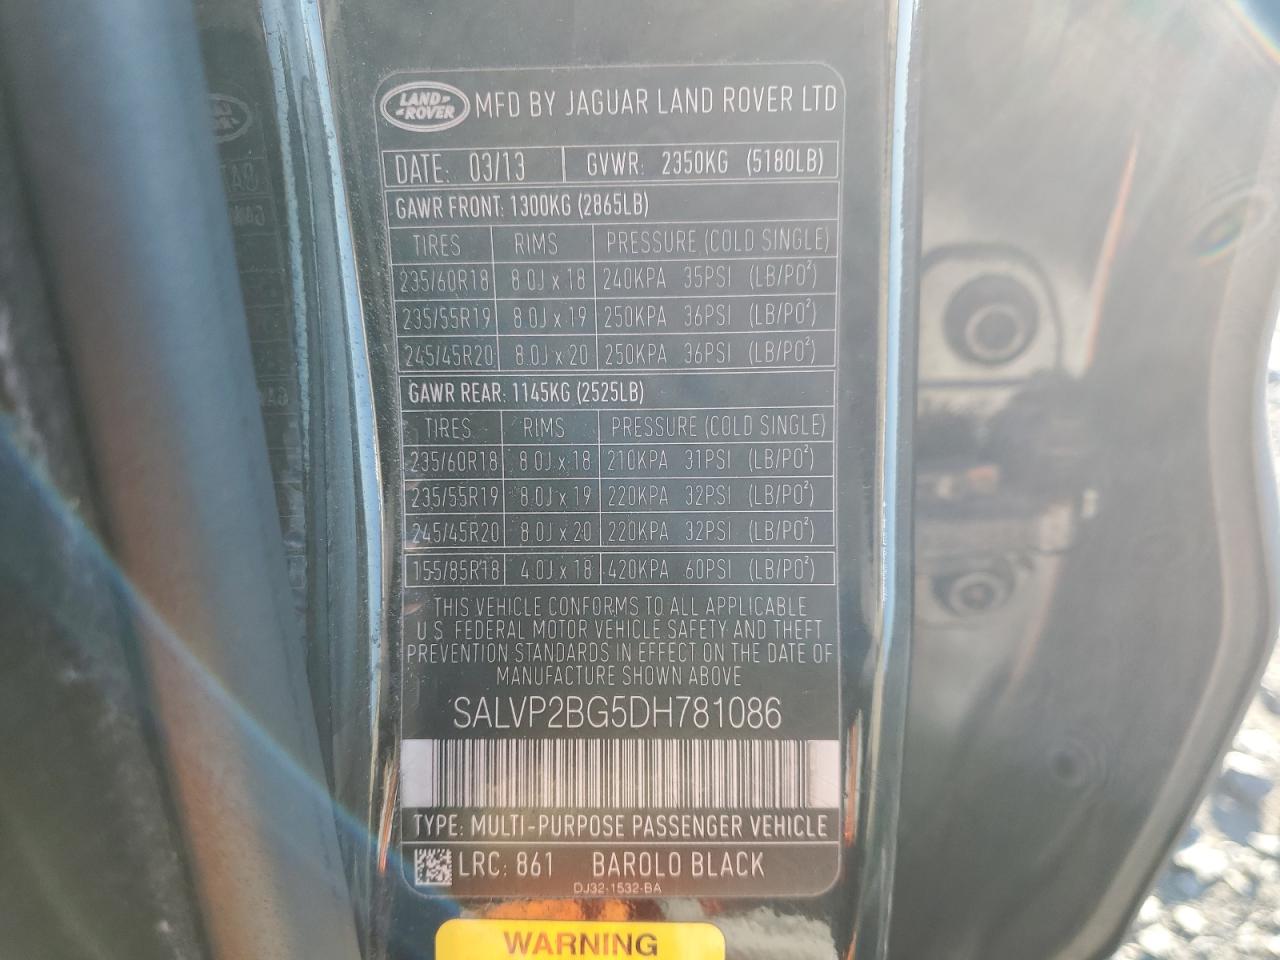 LAND ROVER MFD BY JAGUAR LAND ROVER LTD
DATE: 03/13 GVWR: 2350KG (5180LB)
GAWR FRONT: 1300KG (2865LB)
TIRES RIMS PRESSURE (COLD SINGLE)
235/60R18 8.0J x 18 240KPA 35PSI (LB/PO²)
235/55R19 8.0J x 19 250KPA 36PSI (LB/PO²)
245/45R20 8.0J x 20 250KPA 36PSI (LB/PO²)
GAWR REAR: 1145KG (2525LB)
TIRES RIMS PRESSURE (COLD SINGLE)
235/60R18 8.0J x 18 210KPA 31PSI (LB/PO²)
235/55R19 8.0J x 19 220KPA 32PSI (LB/PO²)
245/45R20 8.0J x 20 220KPA 32PSI (LB/PO²)
155/85R18 4.0J x 18 420KPA 60PSI (LB/PO²)
THIS VEHICLE CONFORMS TO ALL APPLICABLE
U.S. FEDERAL MOTOR VEHICLE SAFETY AND THEFT
PREVENTION STANDARDS IN EFFECT ON THE DATE OF
MANUFACTURE SHOWN ABOVE
SALVP2BG5DH781086
TYPE: MULTI-PURPOSE PASSENGER VEHICLE
LRC: 861 BAROLO BLACK
DJ32-1532-BA
WARNING